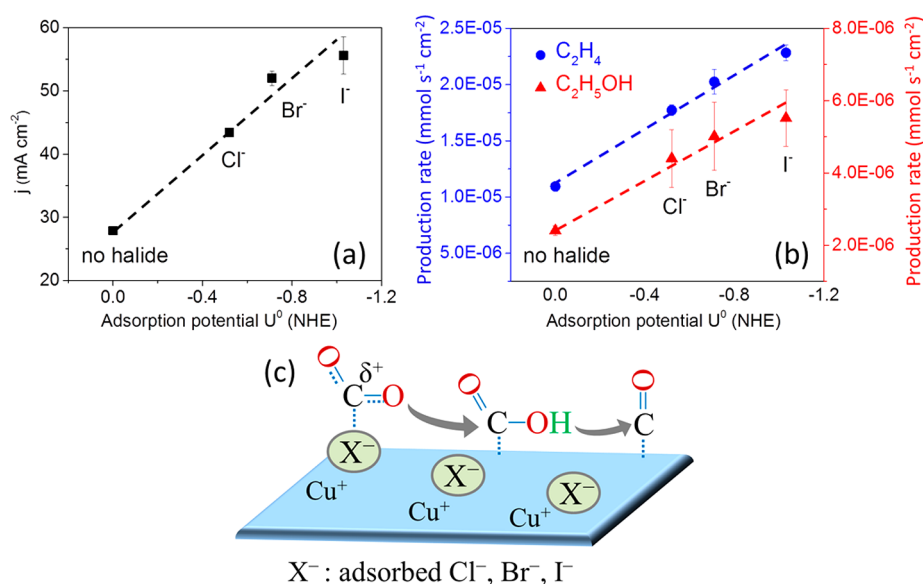 60
50
40
30
20
j (mA cm⁻²)
Cl⁻
Br⁻
I⁻
no halide
(a)
0.0 -0.4 -0.8 -1.2
Adsorption potential U⁰ (NHE)
2.5E-05
2.0E-05
1.5E-05
1.0E-05
5.0E-06
Production rate (mmol s⁻¹ cm⁻²)
C₂H₄
C₂H₅OH
Cl⁻
Br⁻
I⁻
no halide
(b)
8.0E-06
6.0E-06
4.0E-06
2.0E-06
Production rate (mmol s⁻¹ cm⁻²)
0.0 -0.4 -0.8 -1.2
Adsorption potential U⁰ (NHE)
(c)
O δ⁺
C O
O
C OH
O
C
X⁻
X⁻
X⁻
Cu⁺
Cu⁺
Cu⁺
X⁻ : adsorbed Cl⁻, Br⁻, I⁻